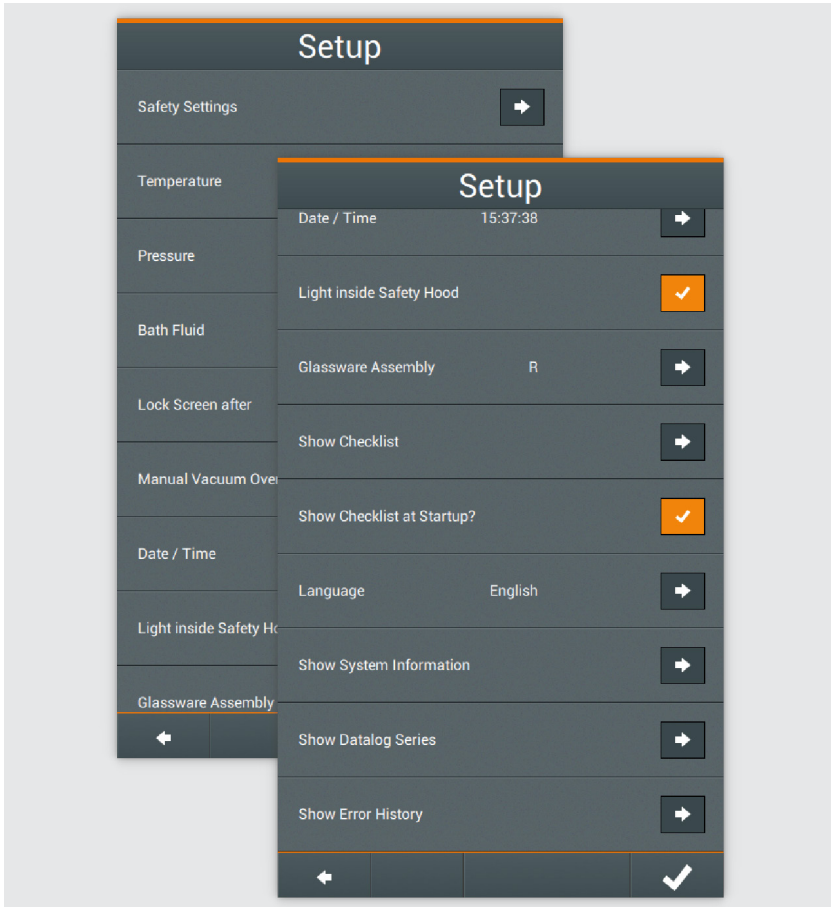 Setup
Safety Settings
Temperature
Pressure
Bath Fluid
Lock Screen after
Manual Vacuum
Date / Time
Light inside Safety
Glassware Assembly
Setup
Date / Time 15:37:38
Light inside Safety Hood
Glassware Assembly R
Show Checklist
Show Checklist at Startup?
Language English
Show System Information
Show Datalog Series
Show Error History